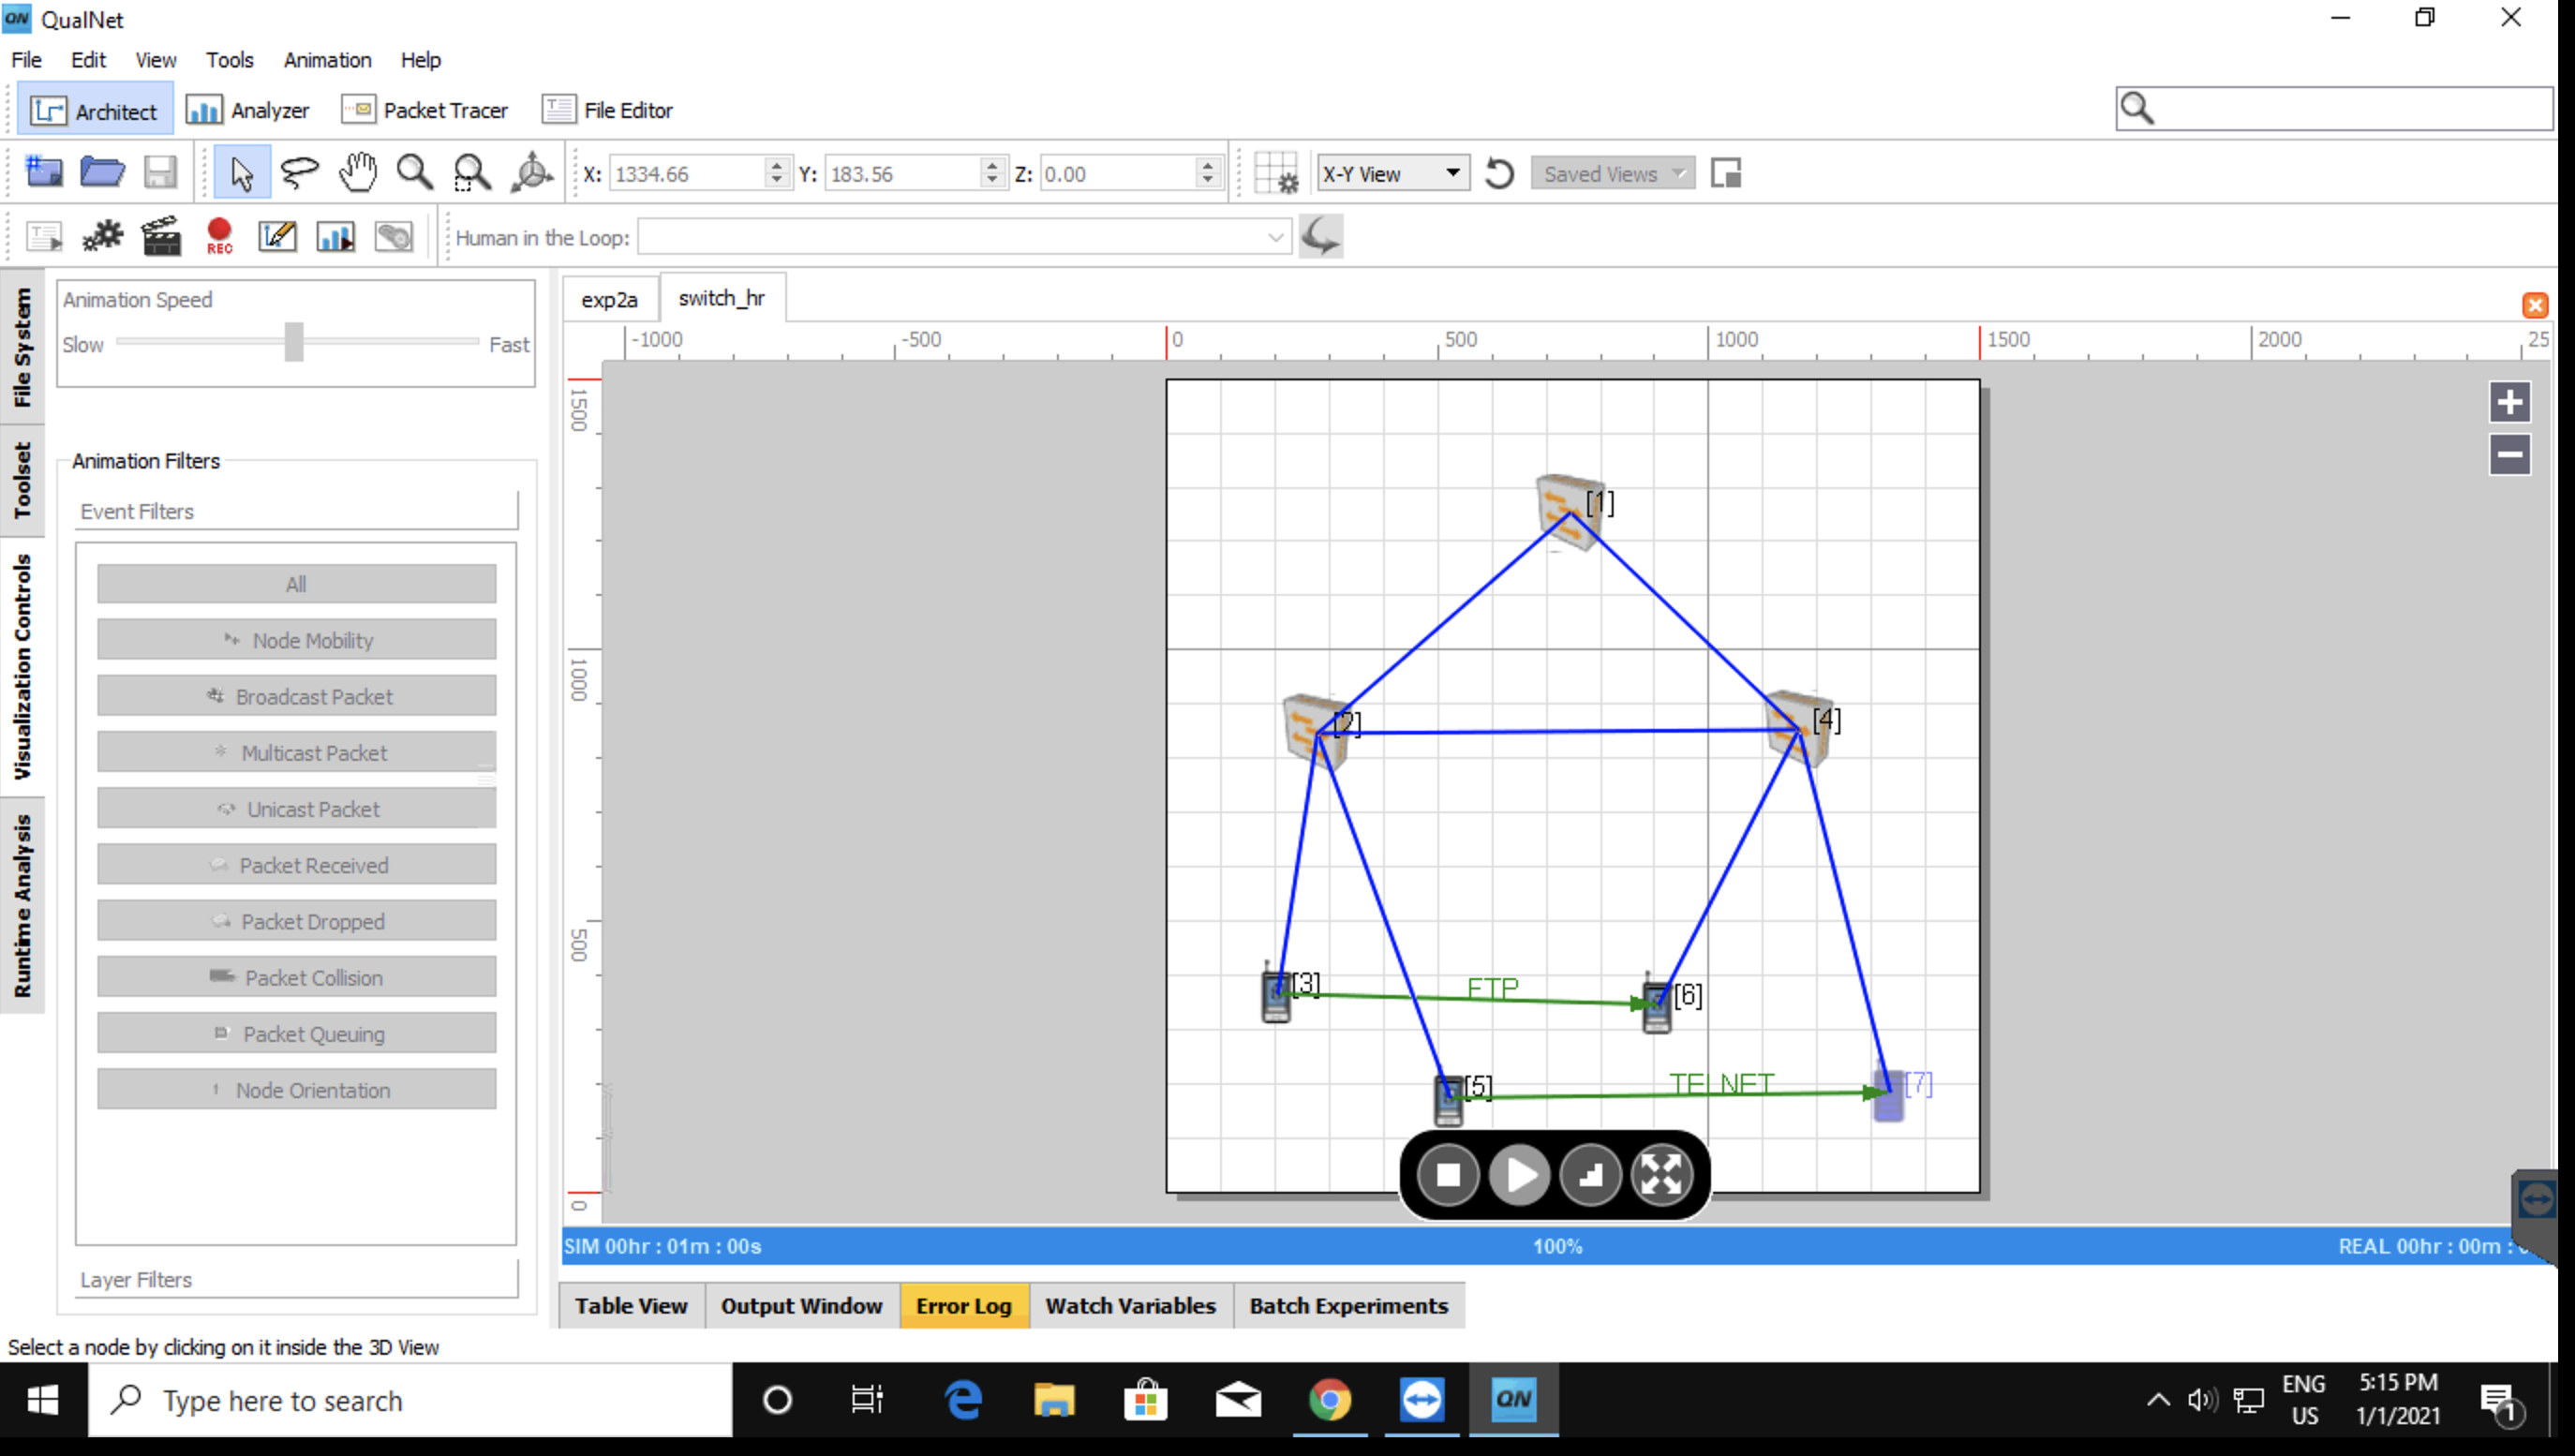 QN QualNet
File Edit View Tools Animation Help
Architect Analyzer Packet Tracer File Editor
X: 1334.66 Y: 183.56 Z: 0.00 X-Y View Saved Views
REC Human in the Loop:
File System
Toolset
Visualization Controls
Runtime Analysis
Animation Speed
Slow Fast
Animation Filters
Event Filters
All
Node Mobility
Broadcast Packet
Multicast Packet
Unicast Packet
Packet Received
Packet Dropped
Packet Collision
Packet Queuing
Node Orientation
Layer Filters
exp2a switch_hr
-1000 -500 0 500 1000 1500 2000 25
1500
1000
500
0
[1]
[2] [4]
[3] FTP [6]
[5] TELNET [7]
SIM 00hr : 01m : 00s 100% REAL 00hr : 00m :
Table View Output Window Error Log Watch Variables Batch Experiments
Select a node by clicking on it inside the 3D View
Type here to search QN ENG 5:15 PM
US 1/1/2021 1